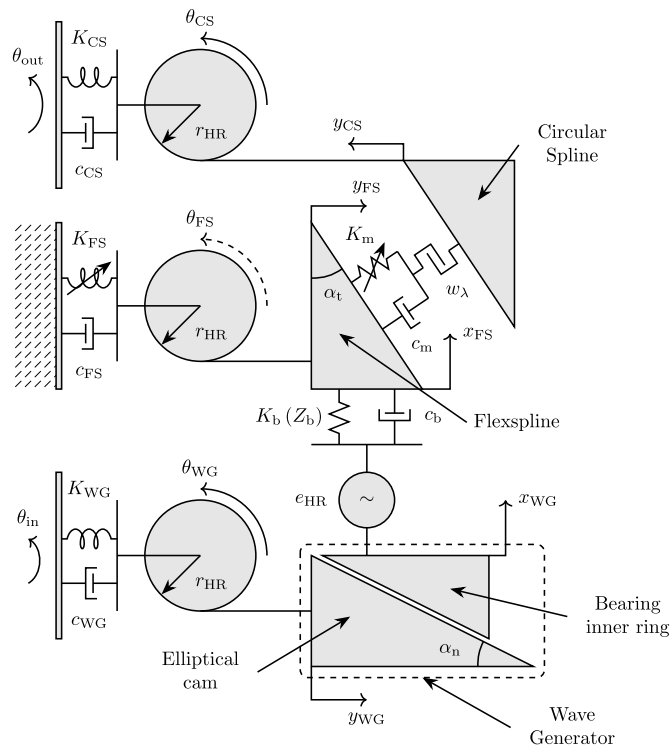 θ_CS
K_CS
θ_out
r_HR
c_CS
y_CS
Circular
Spline
θ_FS
y_FS
K_FS
K_m
α_t
w_λ
r_HR
c_m
x_FS
c_FS
K_b (Z_b)
c_b
Flexspline
θ_WG
K_WG
e_HR
∼
x_WG
θ_in
r_HR
c_WG
Bearing
inner ring
Elliptical
cam
α_n
y_WG
Wave
Generator